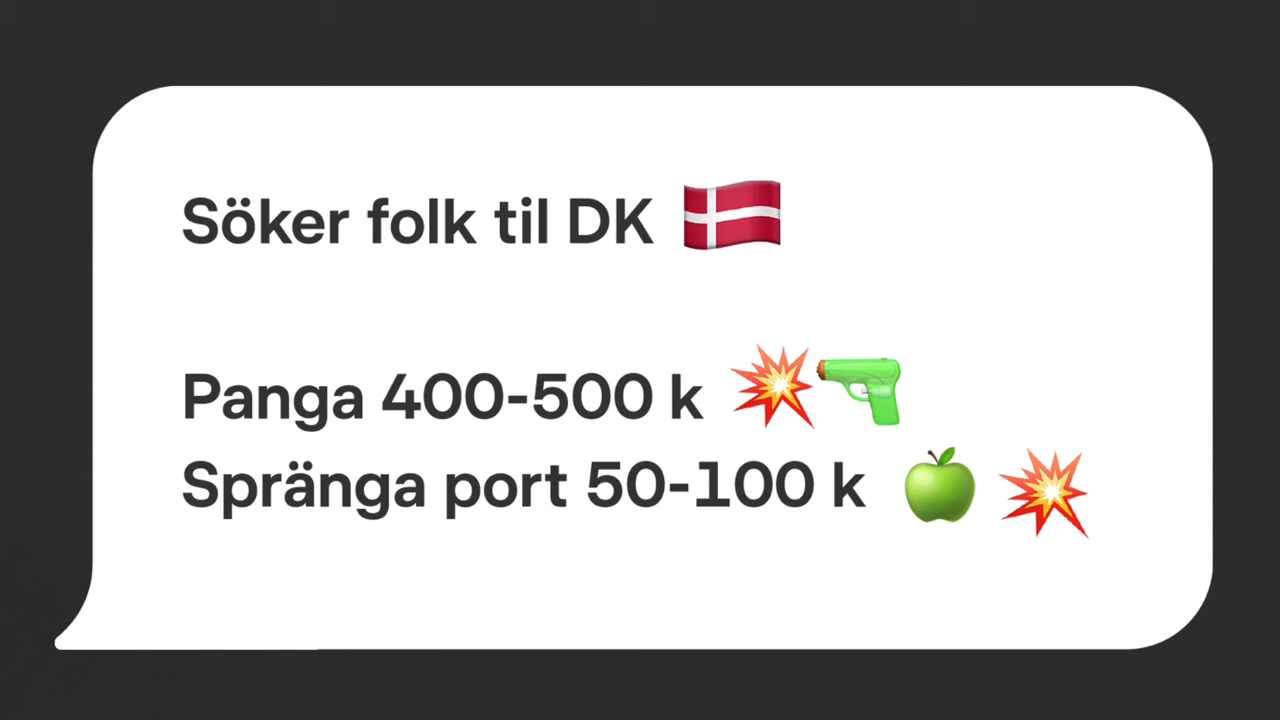 Söker folk til DK 🇩🇰
Panga 400-500 k 💥🔫
Spränga port 50-100 k 🍏 💥